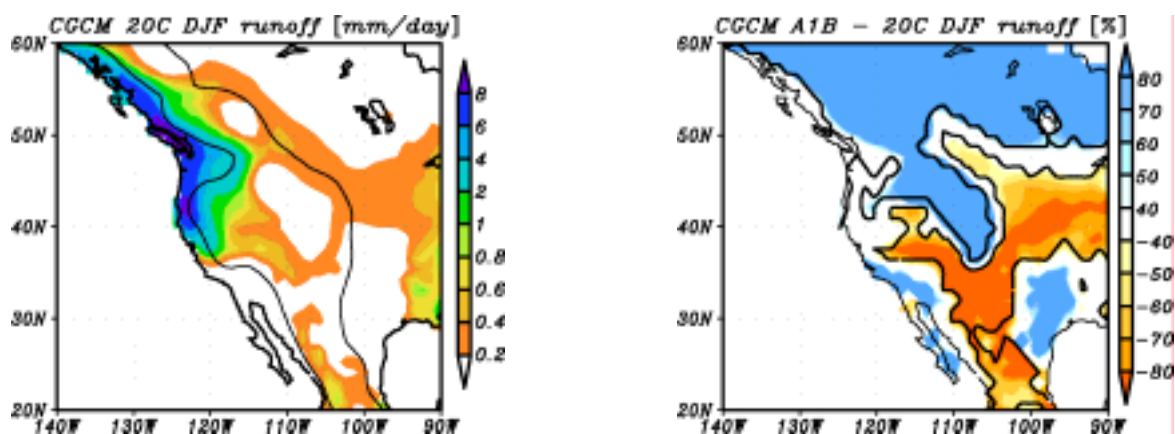 CGCM 20C DJF runoff [mm/day]
60N
50N
40N
30N
20N
140W 130W 120W 110W 100W 90W
8
6
4
2
1
0.8
0.6
0.4
0.2
CGCM A1B - 20C DJF runoff [%]
60N
50N
40N
30N
20N
140W 130W 120W 110W 100W 90W
80
70
60
50
40
-40
-50
-60
-70
-80